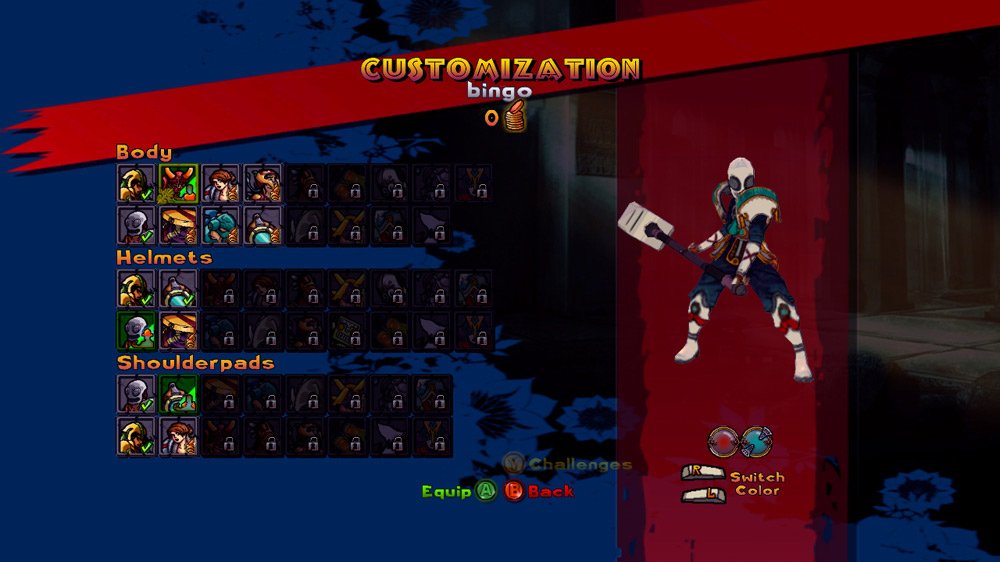 CUSTOMIZATION
bingo
0
Body
Helmets
Shoulderpads
Y Challenges
Equip A B Back
R
L
Switch
Color